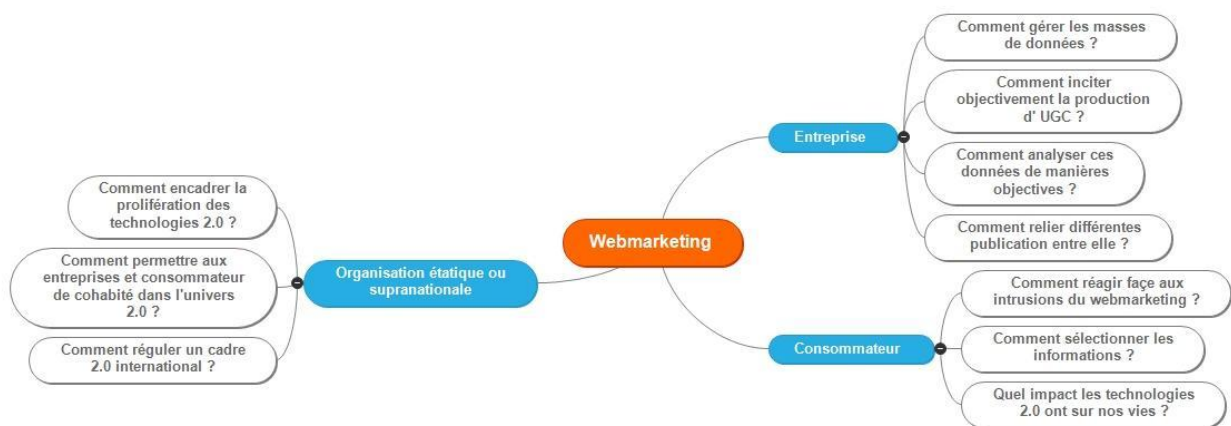 Webmarketing
Entreprise
Comment gérer les masses
de données ?
Comment inciter
objectivement la production
d' UGC ?
Comment analyser ces
données de manières
objectives ?
Comment relier différentes
publication entre elle ?
Consommateur
Comment réagir façe aux
intrusions du webmarketing ?
Comment sélectionner les
informations ?
Quel impact les technologies
2.0 ont sur nos vies ?
Organisation étatique ou
supranationale
Comment encadrer la
prolifération des
technologies 2.0 ?
Comment permettre aux
entreprises et consommateur
de cohabité dans l'univers
2.0 ?
Comment réguler un cadre
2.0 international ?